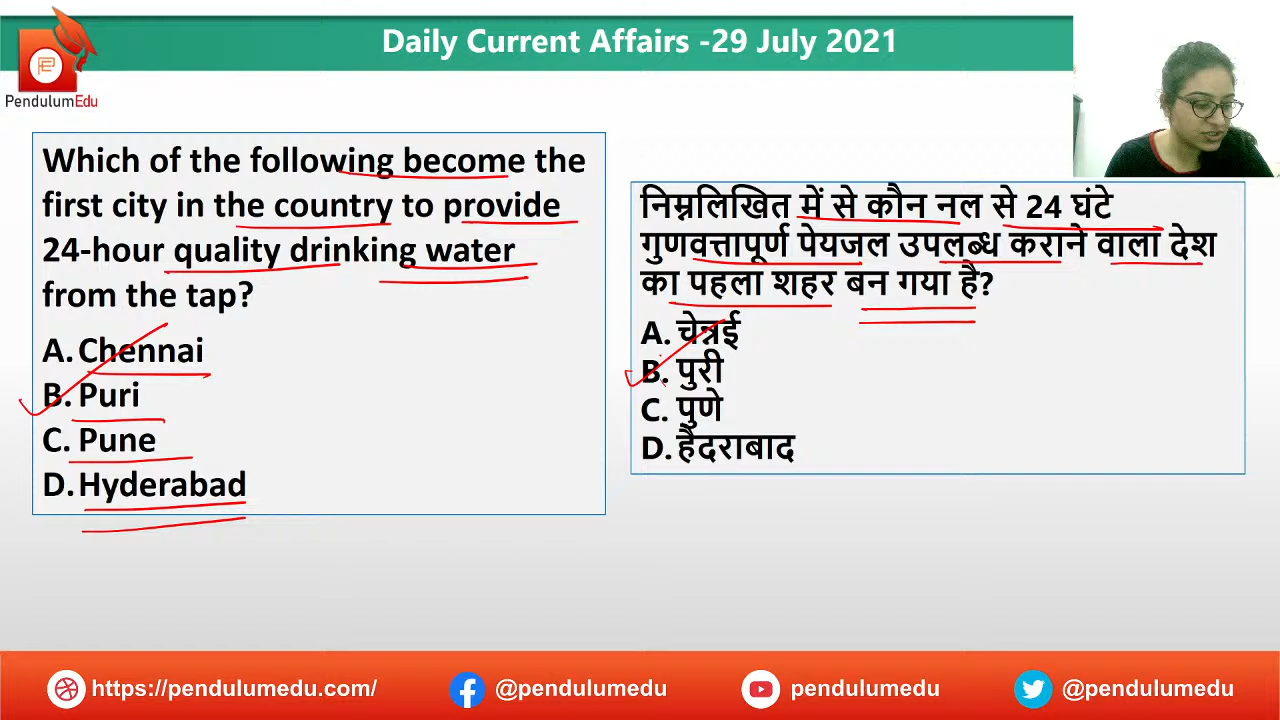 Daily Current Affairs -29 July 2021
PendulumEdu
Which of the following become the
first city in the country to provide
24-hour quality drinking water
from the tap?
A. Chennai
B. Puri
C. Pune
D. Hyderabad
निम्नलिखित में से कौन नल से 24 घंटे
गुणवत्तापूर्ण पेयजल उपलब्ध कराने वाला देश
का पहला शहर बन गया है?
A. चेन्नई
B. पुरी
C. पुणे
D. हैदराबाद
https://pendulumedu.com/
@pendulumedu
pendulumedu
@pendulumedu